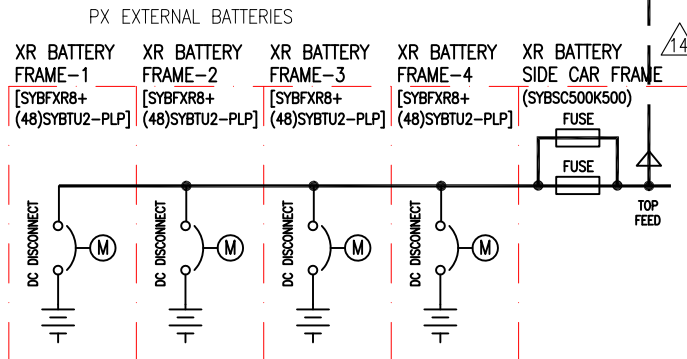 PX EXTERNAL BATTERIES
XR BATTERY
FRAME-1
[SYBFXR8+
(48)SYBTU2-PLP]
XR BATTERY
FRAME-2
[SYBFXR8+
(48)SYBTU2-PLP]
XR BATTERY
FRAME-3
[SYBFXR8+
(48)SYBTU2-PLP]
XR BATTERY
FRAME-4
[SYBFXR8+
(48)SYBTU2-PLP]
XR BATTERY
SIDE CAR FRAME
(SYBSC500K500)
14
FUSE
FUSE
TOP
FEED
DC DISCONNECT
M
DC DISCONNECT
M
DC DISCONNECT
M
DC DISCONNECT
M